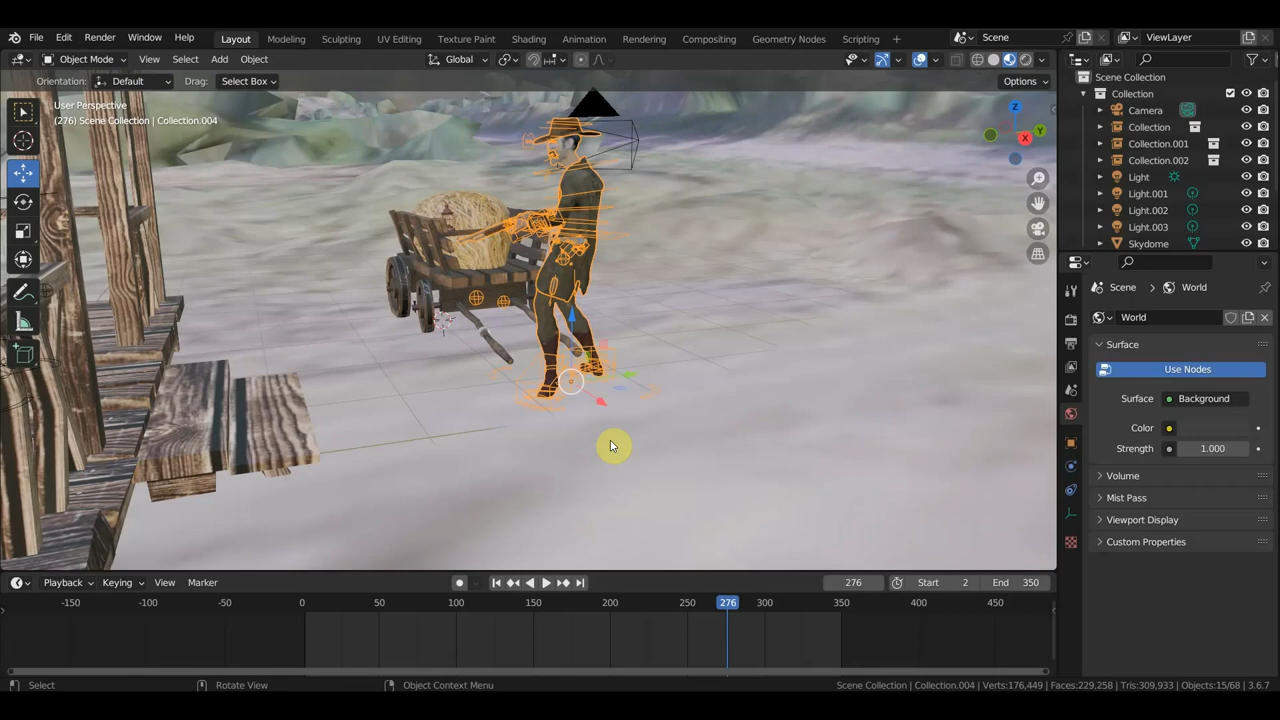 File Edit Render Window Help Layout Modeling Sculpting UV Editing Texture Paint Shading Animation Rendering Compositing Geometry Nodes Scripting + Scene ViewLayer
Object Mode View Select Add Object Global
Orientation: Default Drag: Select Box Options
User Perspective
(276) Scene Collection | Collection.004
Z
Y
X
Scene Collection
Collection
Camera
Collection
Collection.001
Collection.002
Light
Light.001
Light.002
Light.003
Skydome
Scene > World
World
Surface
Use Nodes
Surface Background
Color
Strength 1.000
Volume
Mist Pass
Viewport Display
Custom Properties
Playback Keying View Marker 276 Start 2 End 350
-150 -100 -50 0 50 100 150 200 250 276 300 350 400 450
Select Rotate View Object Context Menu Scene Collection | Collection.004 | Verts:176,449 | Faces:229,258 | Tris:309,933 | Objects:15/68 | 3.6.7